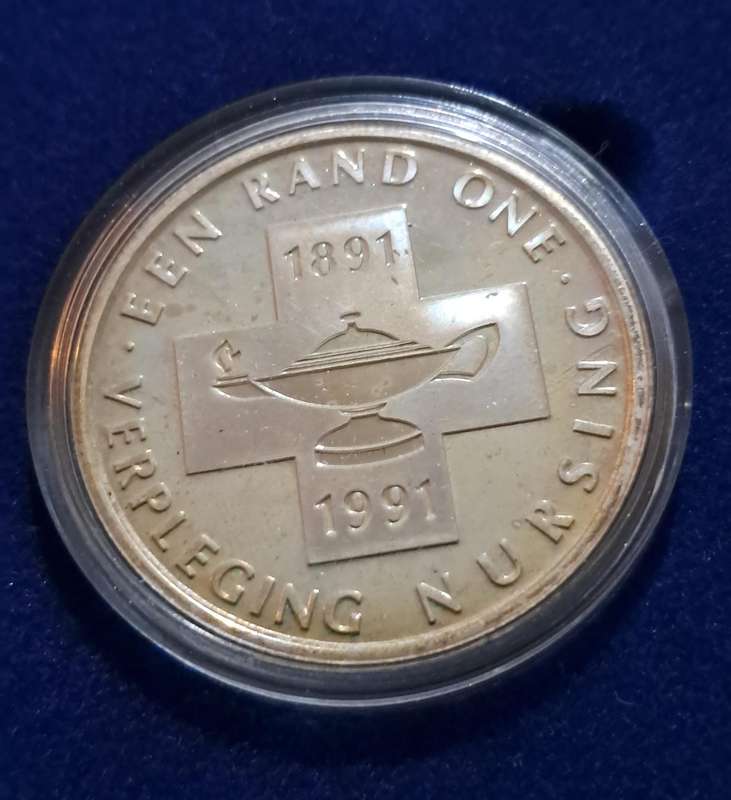 EEN RAND ONE
1891
1991
VERPLEGING NURSING